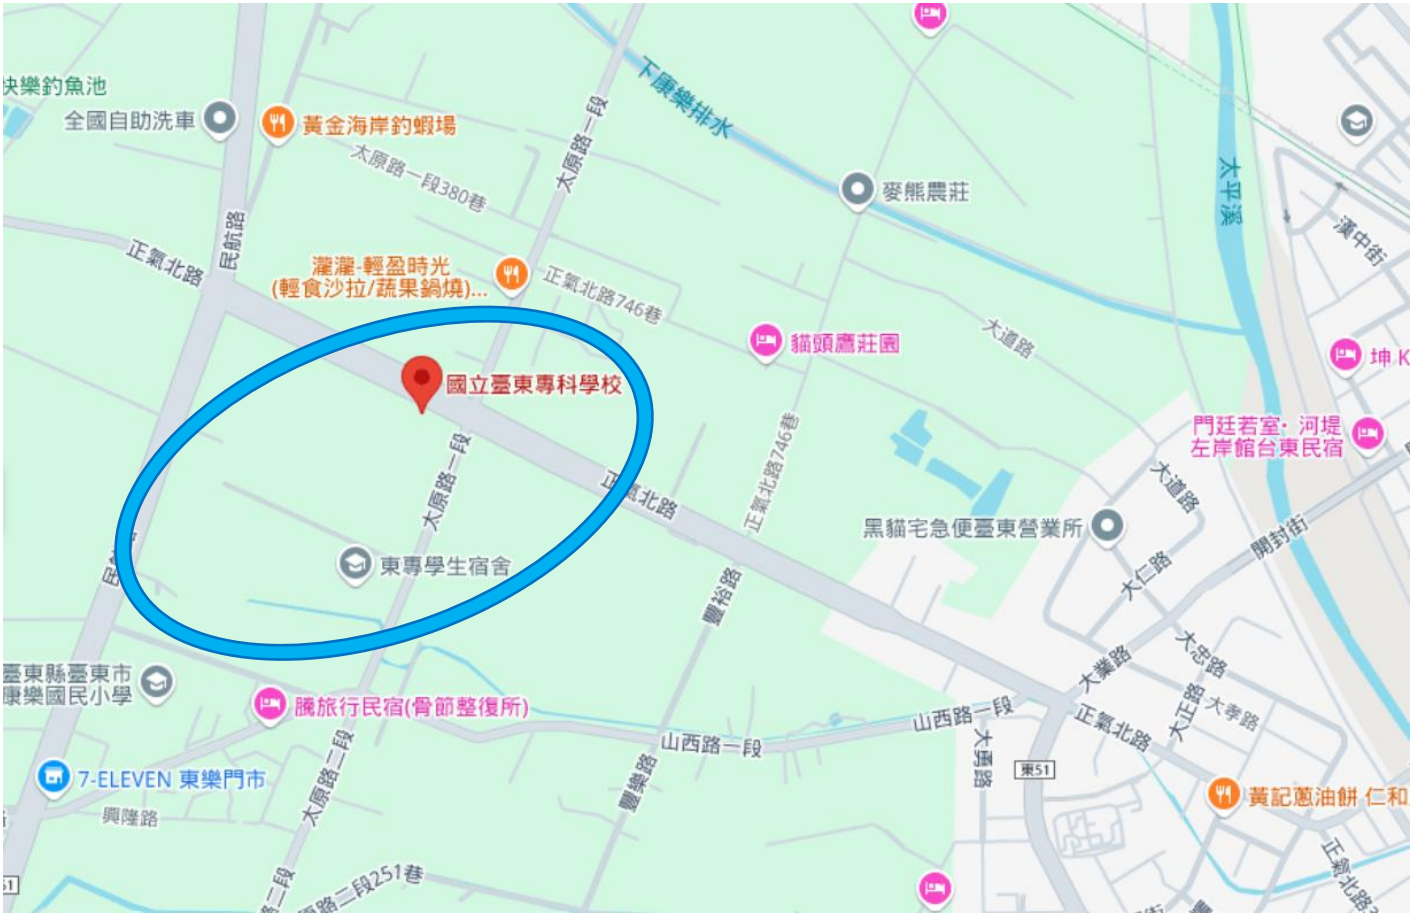 快樂釣魚池
全國自助洗車
黃金海岸釣蝦場
下康樂排水
太原路一段
太原路一段380巷
麥熊農莊
太平溪
漢中街
民航路
正氣北路
瀧瀧-輕盈時光
(輕食沙拉/蔬果鍋燒)...
正氣北路746巷
大道路
貓頭鷹莊園
坤 K
國立臺東專科學校
門廷若室·河堤
左岸館台東民宿
太原路一段
正氣北路746巷
正氣北路
大道路
黑貓宅急便臺東營業所
開封街
東專學生宿舍
大仁路
豐裕路
大忠路
大業路
臺東縣臺東市
康樂國民小學
騰旅行民宿(骨節整復所)
山西路一段
大正路
大孝路
正氣北路
山西路一段
大勇路
東51
7-ELEVEN 東樂門市
太原路二段
豐樂路
黃記蔥油餅 仁和
興隆路
正氣北路
路二段251巷
51
二段